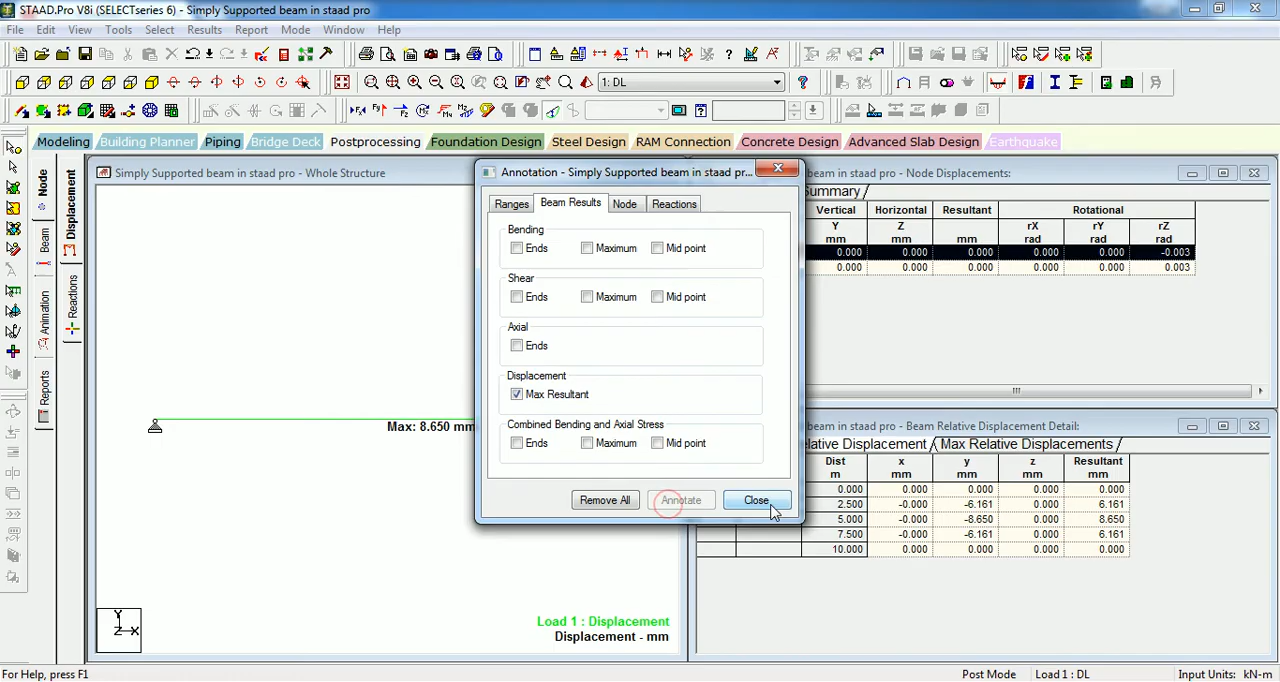 STAAD.Pro V8i (SELECTseries 6) - Simply Supported beam in staad pro
File Edit View Tools Select Results Report Mode Window Help
1: DL
Modeling Building Planner Piping Bridge Deck Postprocessing Foundation Design Steel Design RAM Connection Concrete Design Advanced Slab Design Earthquake
Node
Beam
Animation
Reports
Displacement
Reactions
Simply Supported beam in staad pro - Whole Structure
Max: 8.650 mm
Y
Z X
Load 1 : Displacement
Displacement - mm
Annotation - Simply Supported beam in staad pr...
Ranges Beam Results Node Reactions
Bending
Ends Maximum Mid point
Shear
Ends Maximum Mid point
Axial
Ends
Displacement
Max Resultant
Combined Bending and Axial Stress
Ends Maximum Mid point
Remove All Annotate Close
beam in staad pro - Node Displacements:
Summary
Vertical Horizontal Resultant Rotational
Y Z rX rY rZ
mm mm mm rad rad rad
0.000 0.000 0.000 0.000 0.000 -0.003
0.000 0.000 0.000 0.000 0.000 0.003
beam in staad pro - Beam Relative Displacement Detail:
Relative Displacement Max Relative Displacements
Dist x y z Resultant
m mm mm mm mm
0.000 0.000 0.000 0.000 0.000
2.500 -0.000 -6.161 0.000 6.161
5.000 -0.000 -8.650 0.000 8.650
7.500 -0.000 -6.161 0.000 6.161
10.000 0.000 0.000 0.000 0.000
For Help, press F1
Post Mode Load 1 : DL Input Units: kN-m